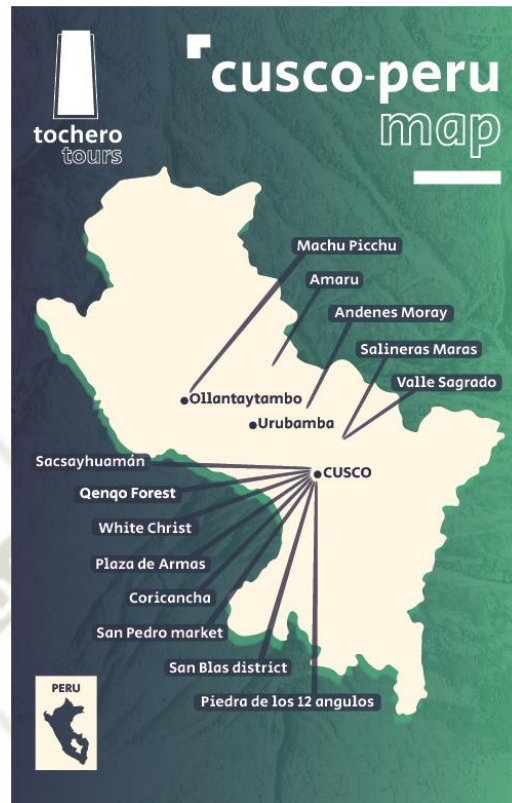 tochero
tours
cusco-peru
map
Machu Picchu
Amaru
Andenes Moray
Salineras Maras
Valle Sagrado
Ollantaytambo
Urubamba
CUSCO
Sacsayhuamán
Qenqo Forest
White Christ
Plaza de Armas
Coricancha
San Pedro market
San Blas district
Piedra de los 12 angulos
PERU